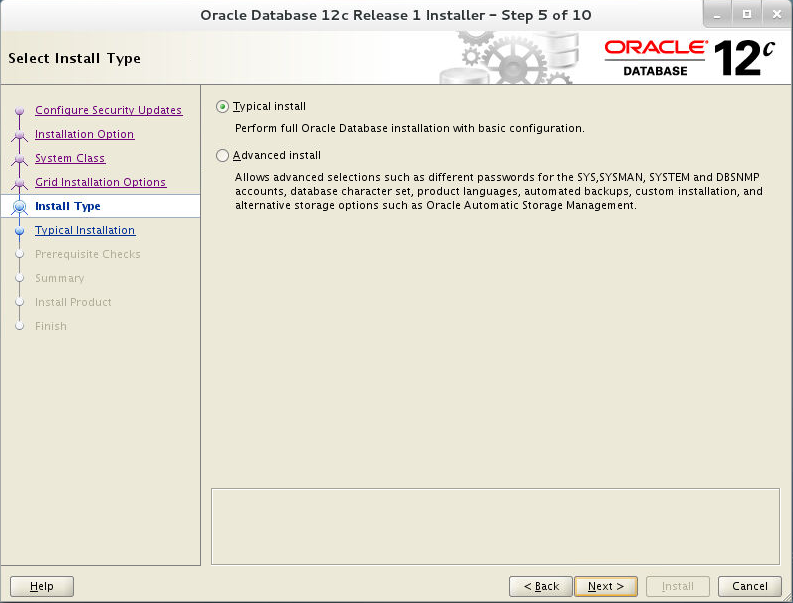 Oracle Database 12c Release 1 Installer - Step 5 of 10
Select Install Type
ORACLE®
DATABASE
12c
Configure Security Updates
Installation Option
System Class
Grid Installation Options
Install Type
Typical Installation
Prerequisite Checks
Summary
Install Product
Finish
Typical install
Perform full Oracle Database installation with basic configuration.
Advanced install
Allows advanced selections such as different passwords for the SYS,SYSMAN, SYSTEM and DBSNMP
accounts, database character set, product languages, automated backups, custom installation, and
alternative storage options such as Oracle Automatic Storage Management.
Help
< Back
Next >
Install
Cancel